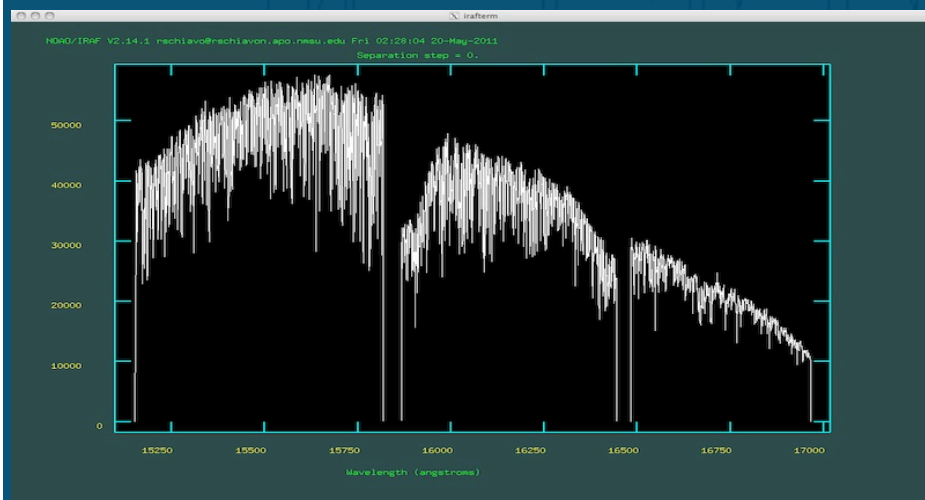 irafterm
NOAO/IRAF V2.14.1 rschiavo@rschiavon.apo.nmsu.edu Fri 02:28:04 20-May-2011
Separation step = 0.
50000
40000
30000
20000
10000
0
15250 15500 15750 16000 16250 16500 16750 17000
Wavelength (angstroms)